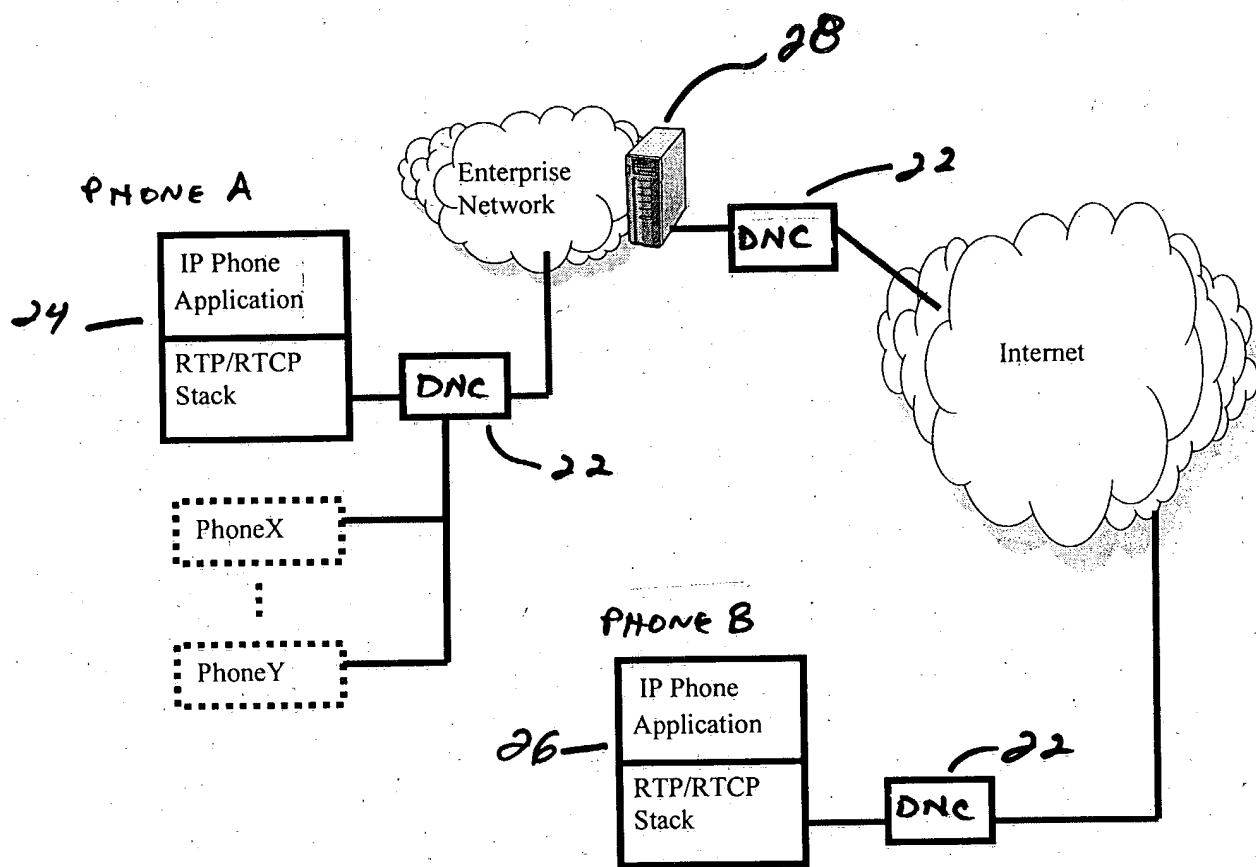 28
Enterprise
Network
22
DNC
PHONE A
IP Phone
Application
24
RTP/RTCP
Stack
DNC
22
Internet
PhoneX
PhoneY
PHONE B
IP Phone
Application
26
RTP/RTCP
Stack
22
DNC